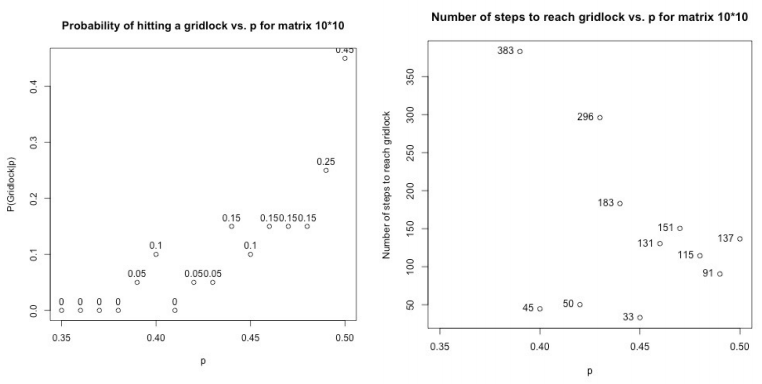 Probability of hitting a gridlock vs. p for matrix 10*10
P(Gridlock|p)
0.4
0.3
0.2
0.1
0.0
0.45
0.25
0.15 0.15 0.15 0.15
0.1 0.1
0.05 0.05 0.05
0 0 0 0 0
0.35 0.40 0.45 0.50
p
Number of steps to reach gridlock vs. p for matrix 10*10
Number of steps to reach gridlock
350
300
250
200
150
100
50
383
296
183
151
137
131
115
91
50
45
33
0.35 0.40 0.45 0.50
p